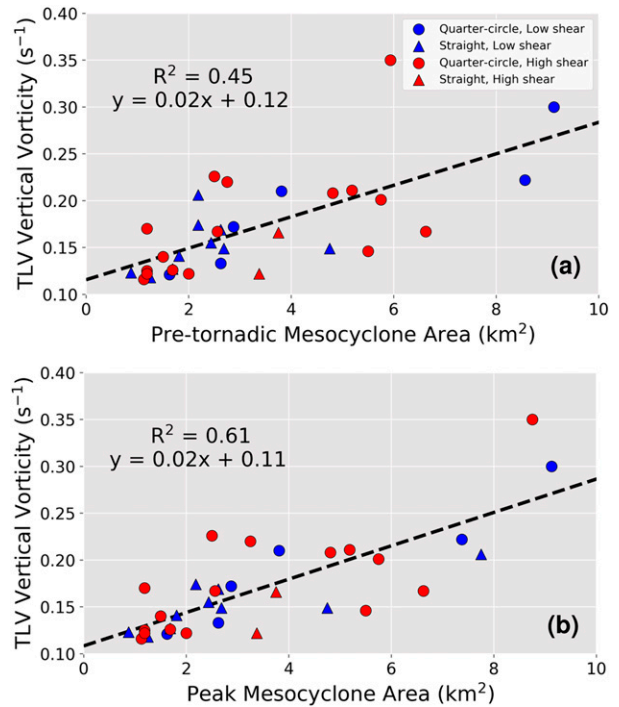 0.40
0.35
0.30
0.25
0.20
0.15
0.10
TLV Vertical Vorticity (s⁻¹)
R² = 0.45
y = 0.02x + 0.12
Quarter-circle, Low shear
Straight, Low shear
Quarter-circle, High shear
Straight, High shear
(a)
0 2 4 6 8 10
Pre-tornadic Mesocyclone Area (km²)
0.40
0.35
0.30
0.25
0.20
0.15
0.10
TLV Vertical Vorticity (s⁻¹)
R² = 0.61
y = 0.02x + 0.11
(b)
0 2 4 6 8 10
Peak Mesocyclone Area (km²)